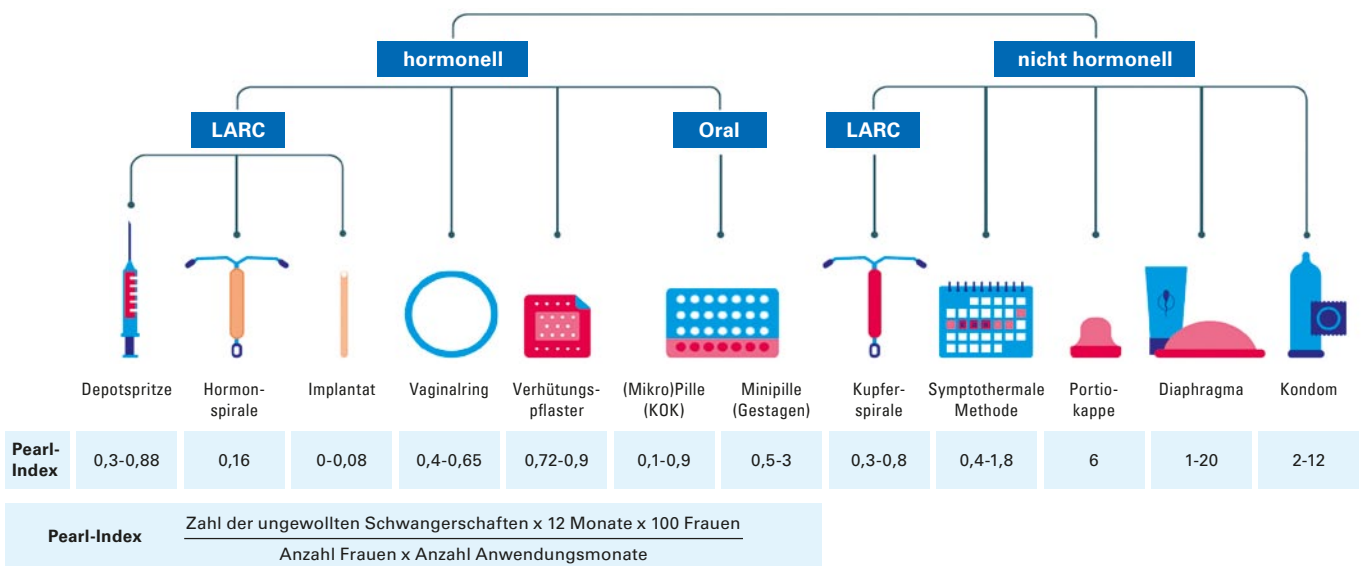 hormonell
nicht hormonell
LARC
Oral
LARC
Depotspritze
Hormon-
spirale
Implantat
Vaginalring
Verhütungs-
pflaster
(Mikro)Pille
(KOK)
Minipille
(Gestagen)
Kupfer-
spirale
Symptothermale
Methode
Portio-
kappe
Diaphragma
Kondom
Pearl-
Index
0,3-0,88
0,16
0-0,08
0,4-0,65
0,72-0,9
0,1-0,9
0,5-3
0,3-0,8
0,4-1,8
6
1-20
2-12
Pearl-Index
Zahl der ungewollten Schwangerschaften x 12 Monate x 100 Frauen
Anzahl Frauen x Anzahl Anwendungsmonate